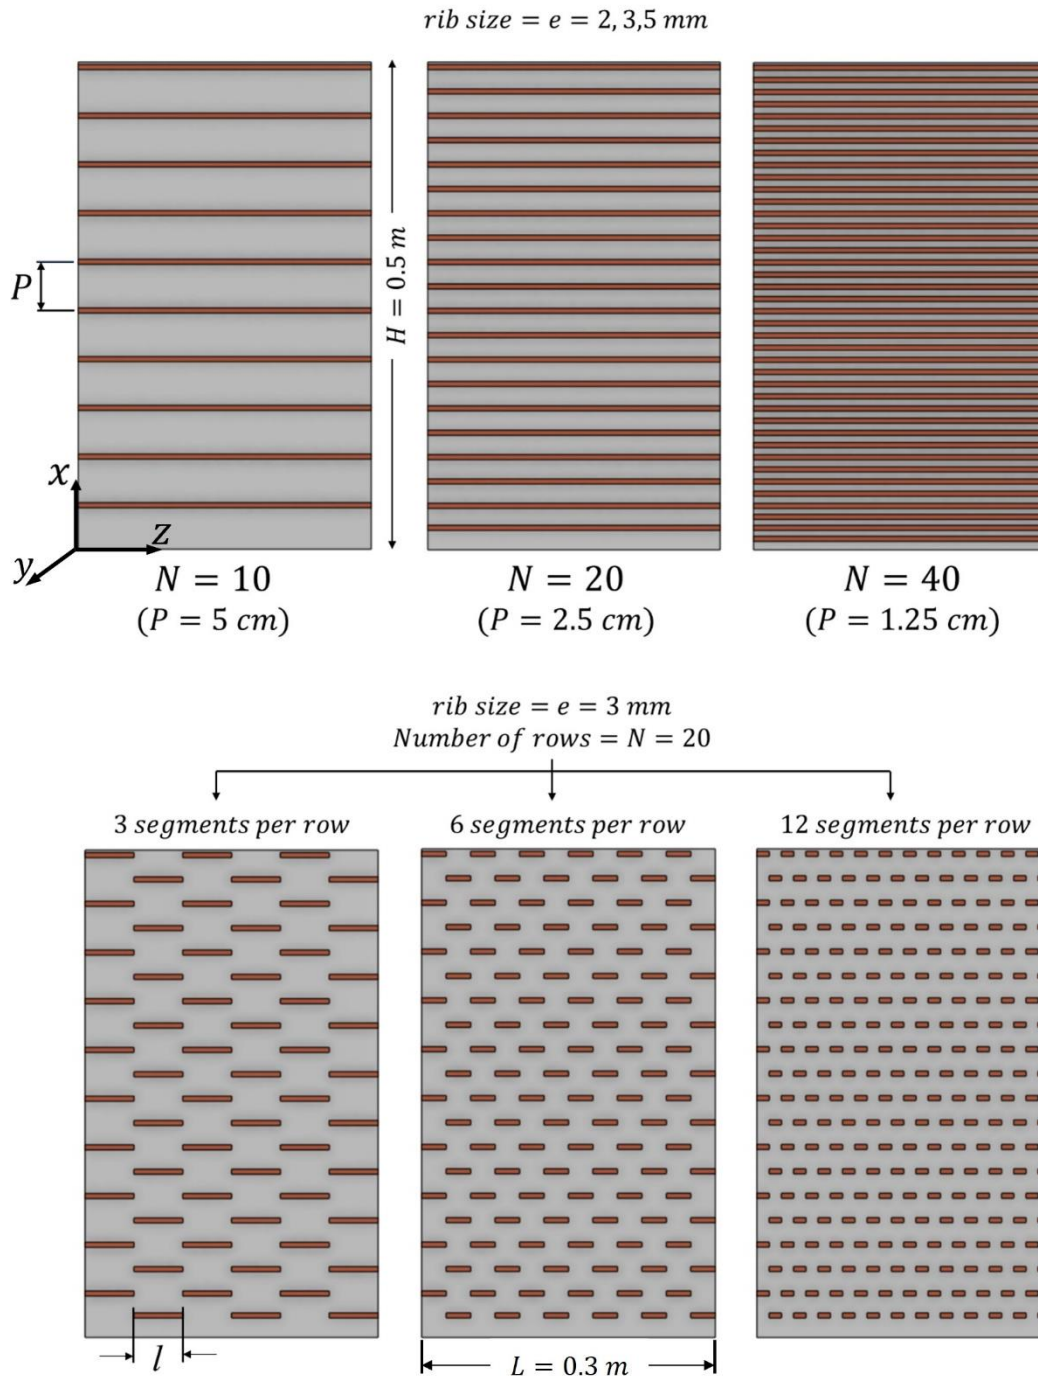 rib size = e = 2, 3,5 mm
P
H = 0.5 m
x
z
y
N = 10
(P = 5 cm)
N = 20
(P = 2.5 cm)
N = 40
(P = 1.25 cm)
rib size = e = 3 mm
Number of rows = N = 20
3 segments per row
6 segments per row
12 segments per row
l
L = 0.3 m